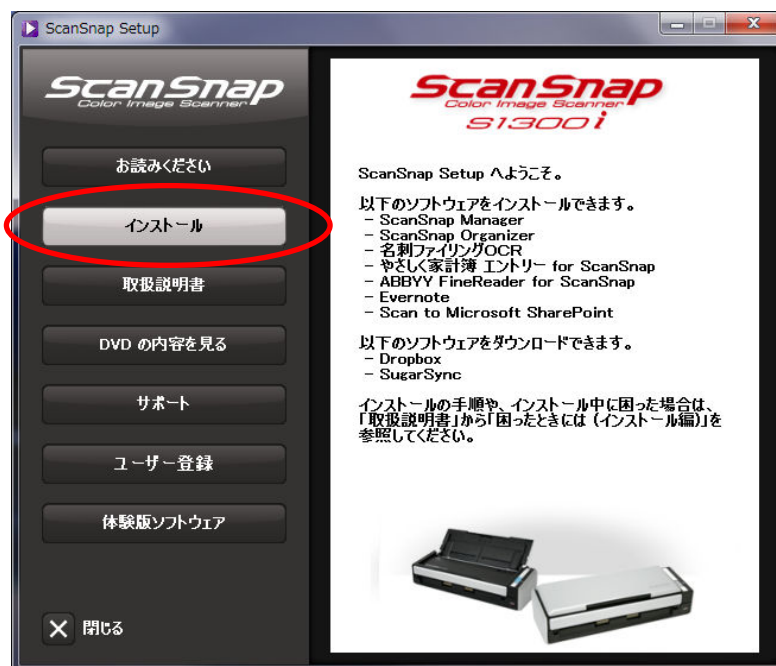 ScanSnap Setup
ScanSnap
Color Image Scanner
お読みください
インストール
取扱説明書
DVD の内容を見る
サポート
ユーザー登録
体験版ソフトウェア
閉じる
ScanSnap
Color Image Scanner
S1300i
ScanSnap Setup へようこそ。
以下のソフトウェアをインストールできます。
- ScanSnap Manager
- ScanSnap Organizer
- 名刺ファイリングOCR
- やさしく家計簿 エントリー for ScanSnap
- ABBYY FineReader for ScanSnap
- Evernote
- Scan to Microsoft SharePoint
以下のソフトウェアをダウンロードできます。
- Dropbox
- SugarSync
インストールの手順や、インストール中に困った場合は、
「取扱説明書」から「困ったときには（インストール編）」を
参照してください。